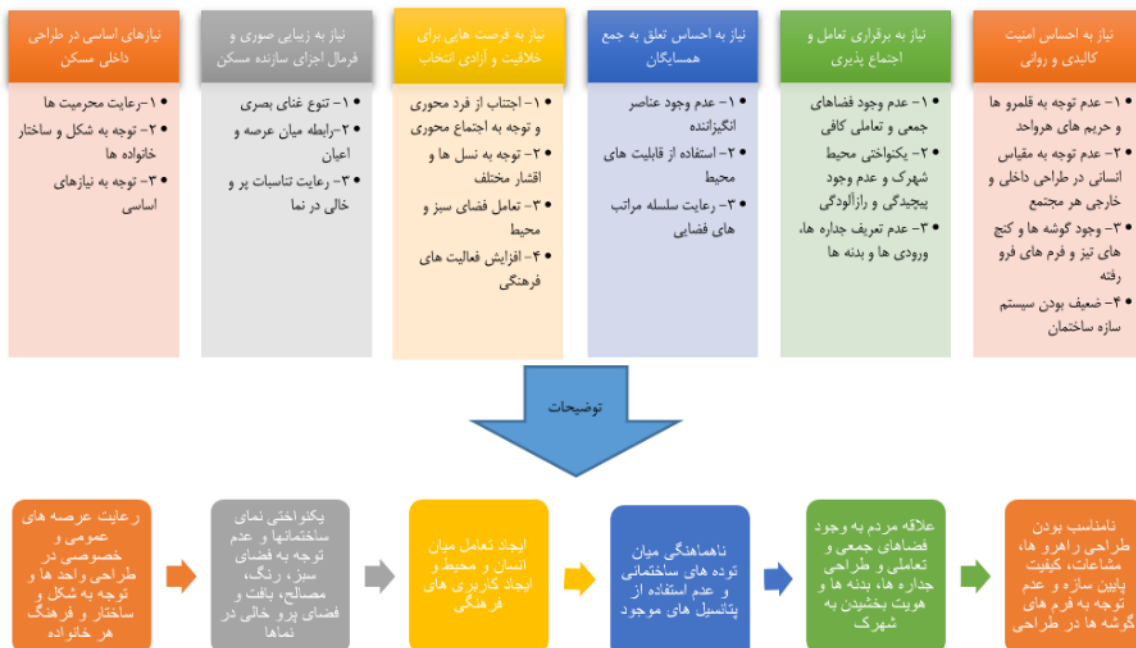 نیاز به احساس امنیت
کالبدی و روانی
۱- عدم توجه به قلمرو ها
و حریم های هرواحد
۲- عدم توجه به مقیاس
انسانی در طراحی داخلی و
خارجی هر مجتمع
۳- وجود گوشه ها و کنج
های تیز و فرم های فرو
رفته
۴- ضعیف بودن سیستم
سازه ساختمان
نیاز به برقراری تعامل و
اجتماع پذیری
۱- عدم وجود فضاهای
جمعی و تعاملی کافی
۲- یکنواختی محیط
شهرک و عدم وجود
پیچیدگی و رازآلودگی
۳- عدم تعریف جداره ها،
ورودی ها و بدنه ها
نیاز به احساس تعلق به جمع
همسایگان
۱- عدم وجود عناصر
انگیزاننده
۲- استفاده از قابلیت های
محیط
۳- رعایت سلسله مراتب
های فضایی
نیاز به فرصت هایی برای
خلاقیت و آزادی انتخاب
۱- اجتناب از فرد محوری
و توجه به اجتماع محوری
۲- توجه به نسل ها و
اقشار مختلف
۳- تعامل فضای سبز و
محیط
۴- افزایش فعالیت های
فرهنگی
نیاز به زیبایی صوری و
فرمال اجزای سازنده مسکن
۱- تنوع غنای بصری
۲-رابطه میان عرصه و
اعیان
۳- رعایت تناسبات پر و
خالی در نما
نیازهای اساسی در طراحی
داخلی مسکن
۱-رعایت محرمیت ها
۲- توجه به شکل و ساختار
خانواده ها
۳- توجه به نیازهای
اساسی
توضیحات
نامناسب بودن
طراحی راهرو ها،
مشاعات، کیفیت
پایین سازه و عدم
توجه به فرم های
گوشه ها در طراحی
علاقه مردم به وجود
فضاهای جمعی و
تعاملی و طراحی
جداره ها، بدنه ها و
هویت بخشیدن به
شهرک
ناهماهنگی میان
توده های ساختمانی
و عدم استفاده از
پتانسیل های موجود
ایجاد تعامل میان
انسان و محیط و
ایجاد کاربری های
فرهنگی
یکنواختی نمای
ساختمانها و عدم
توجه به فضای
سبز، رنگ،
مصالح، بافت و
فضای پرو خالی در
نماها
رعایت عرصه های
عمومی و
خصوصی در
طراحی واحد ها و
توجه به شکل و
ساختار و فرهنگ
هر خانواده